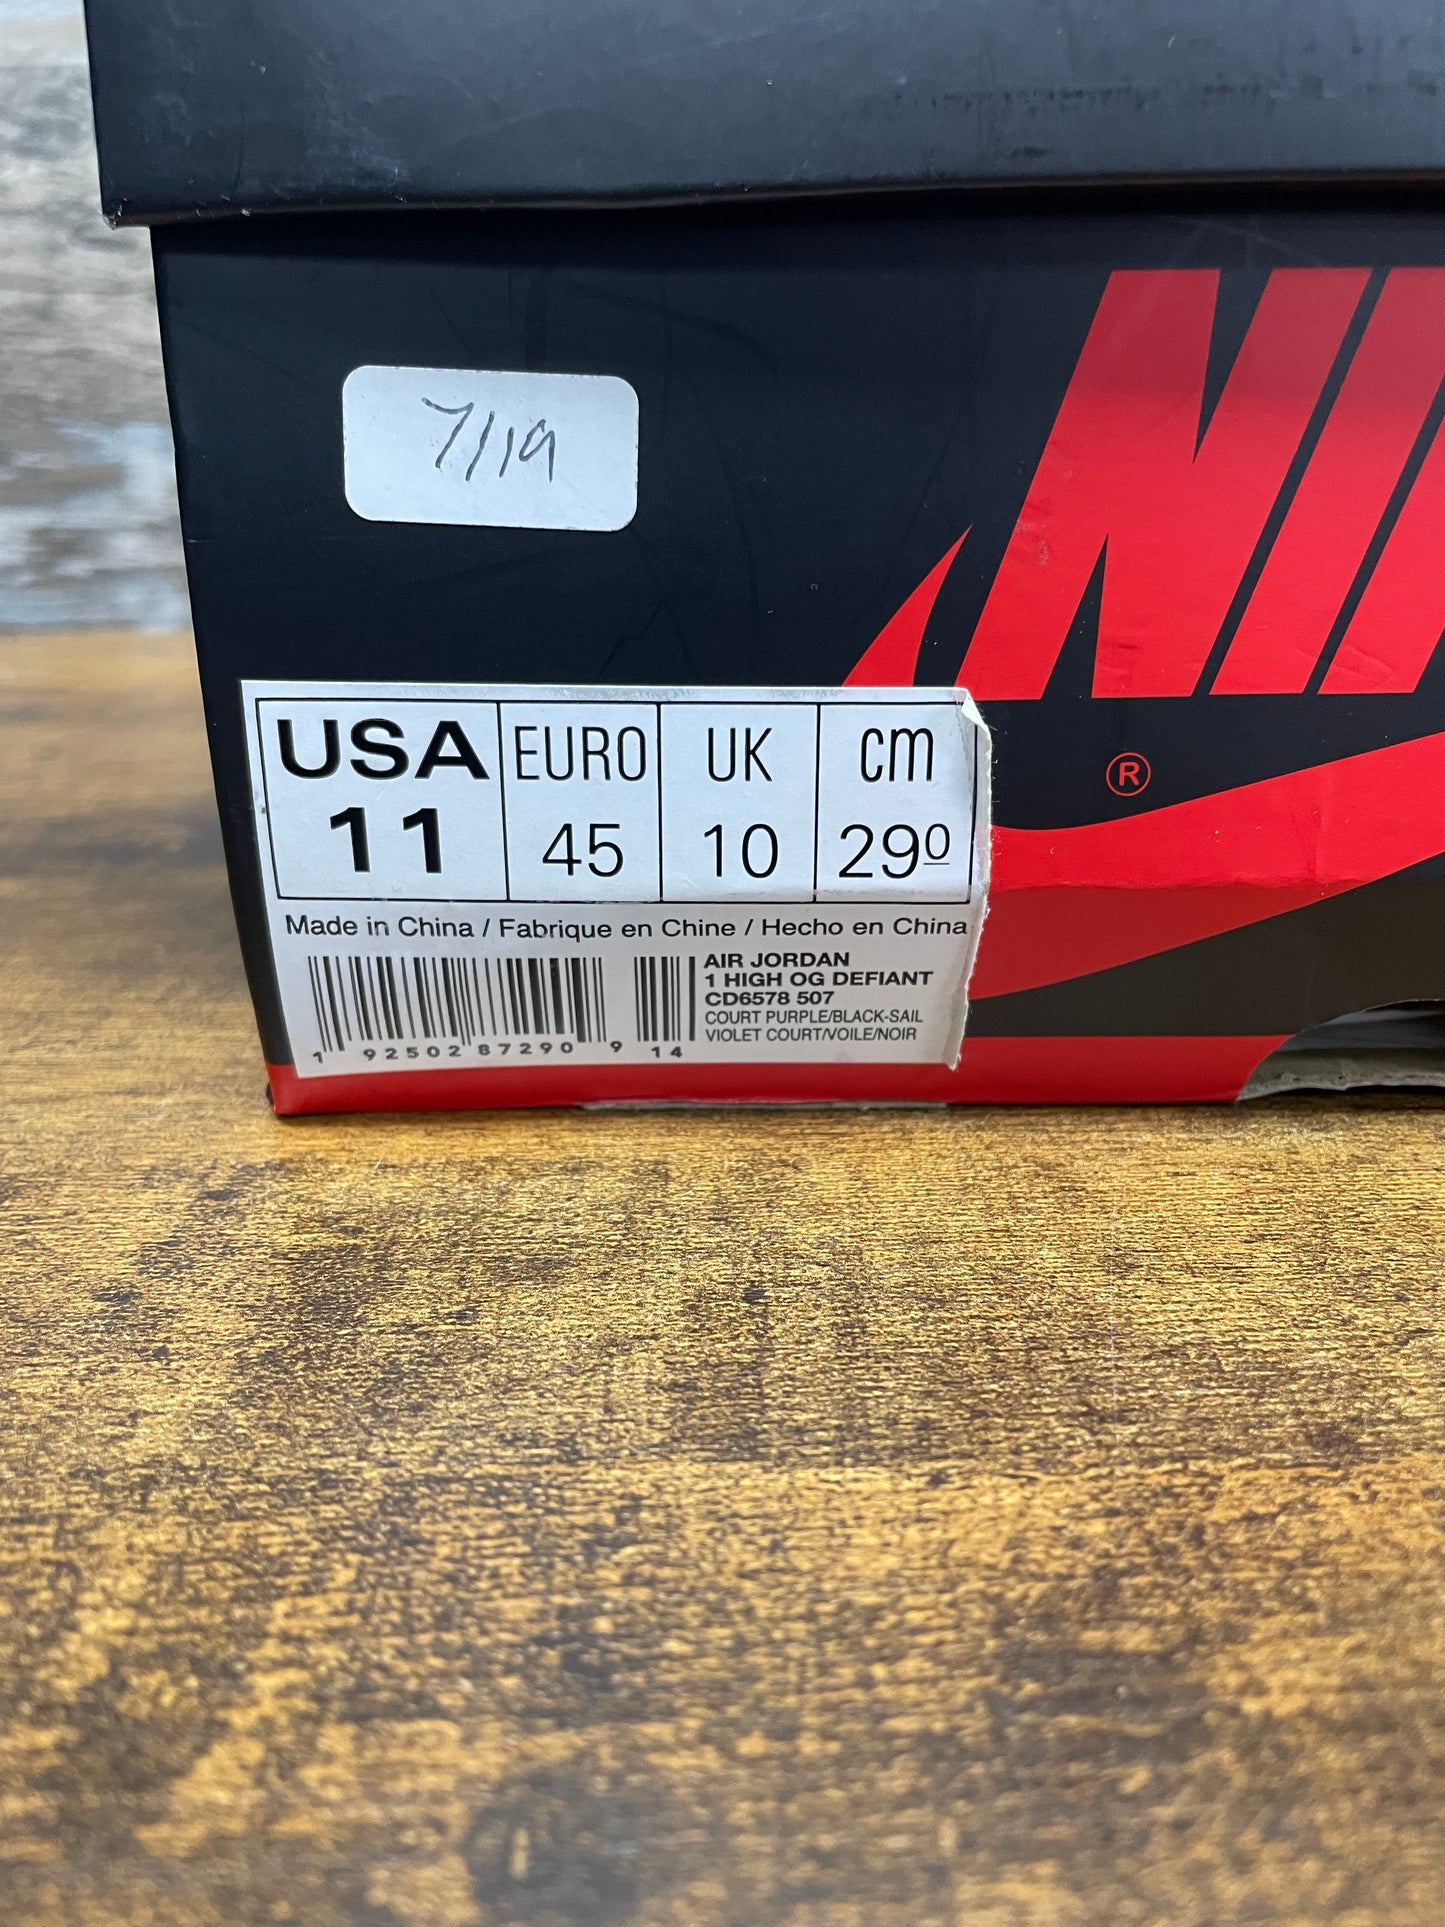 7/19
NIK
®
USA EURO UK cm
11 45 10 29⁰
Made in China / Fabrique en Chine / Hecho en China
AIR JORDAN
1 HIGH OG DEFIANT
CD6578 507
COURT PURPLE/BLACK-SAIL
VIOLET COURT/VOILE/NOIR
1 92502 87290 9 14